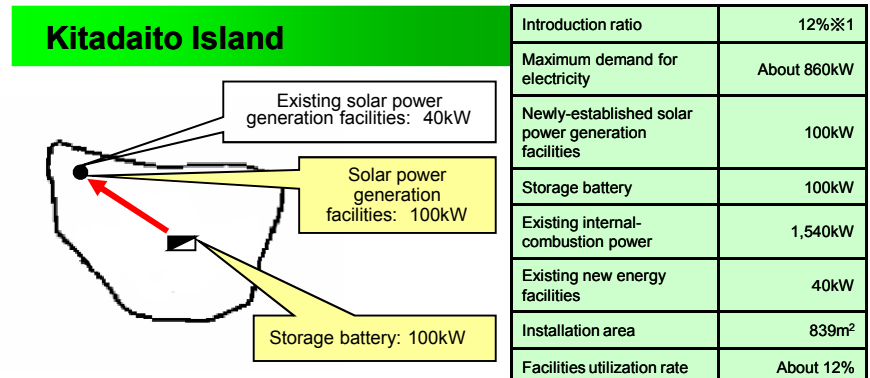 Kitadaito Island
Existing solar power
generation facilities: 40kW
Solar power
generation
facilities: 100kW
Storage battery: 100kW
Introduction ratio 12%※1
Maximum demand for
electricity About 860kW
Newly-established solar
power generation
facilities 100kW
Storage battery 100kW
Existing internal-
combustion power 1,540kW
Existing new energy
facilities 40kW
Installation area 839m²
Facilities utilization rate About 12%